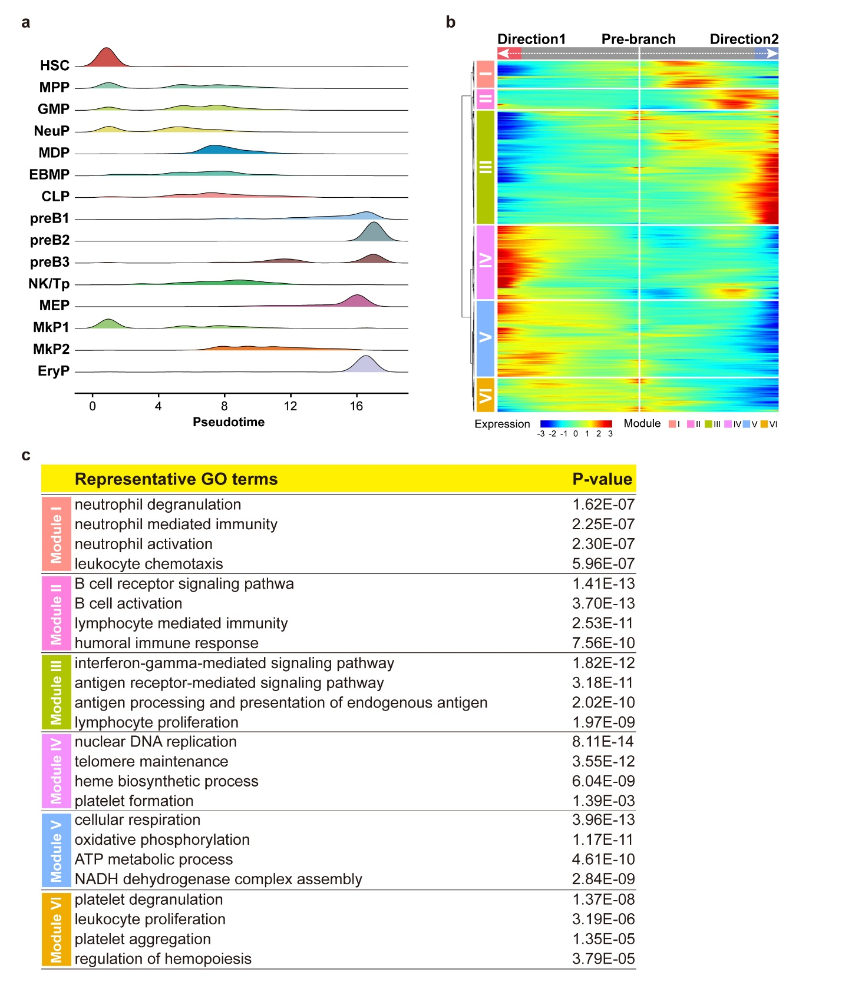 a
HSC
MPP
GMP
NeuP
MDP
EBMP
CLP
preB1
preB2
preB3
NK/Tp
MEP
MkP1
MkP2
EryP
0 4 8 12 16
Pseudotime
b
Direction1 Pre-branch Direction2
I
II
III
IV
V
VI
Expression
-3 -2 -1 0 1 2 3
Module I II III IV V VI
c
Representative GO terms P-value
Module I
neutrophil degranulation 1.62E-07
neutrophil mediated immunity 2.25E-07
neutrophil activation 2.30E-07
leukocyte chemotaxis 5.96E-07
Module II
B cell receptor signaling pathwa 1.41E-13
B cell activation 3.70E-13
lymphocyte mediated immunity 2.53E-11
humoral immune response 7.56E-10
Module III
interferon-gamma-mediated signaling pathway 1.82E-12
antigen receptor-mediated signaling pathway 3.18E-11
antigen processing and presentation of endogenous antigen 2.02E-10
lymphocyte proliferation 1.97E-09
Module IV
nuclear DNA replication 8.11E-14
telomere maintenance 3.55E-12
heme biosynthetic process 6.04E-09
platelet formation 1.39E-03
Module V
cellular respiration 3.96E-13
oxidative phosphorylation 1.17E-11
ATP metabolic process 4.61E-10
NADH dehydrogenase complex assembly 2.84E-09
Module VI
platelet degranulation 1.37E-08
leukocyte proliferation 3.19E-06
platelet aggregation 1.35E-05
regulation of hemopoiesis 3.79E-05